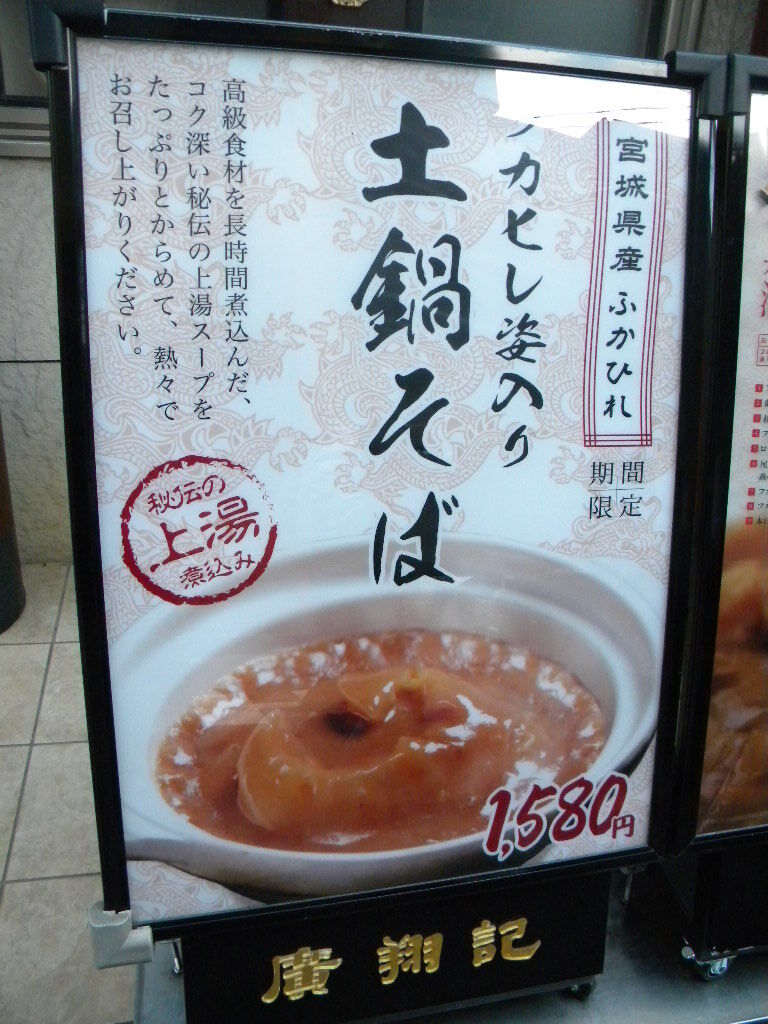 宮城県産ふかひれ
期間
限定
フカヒレ姿入り
土鍋そば
高級食材を長時間煮込んだ、
コク深い秘伝の上湯スープを
たっぷりとからめて、熱々で
お召し上がりください。
秘伝の
上湯
煮込み
1,580円
廣翔記